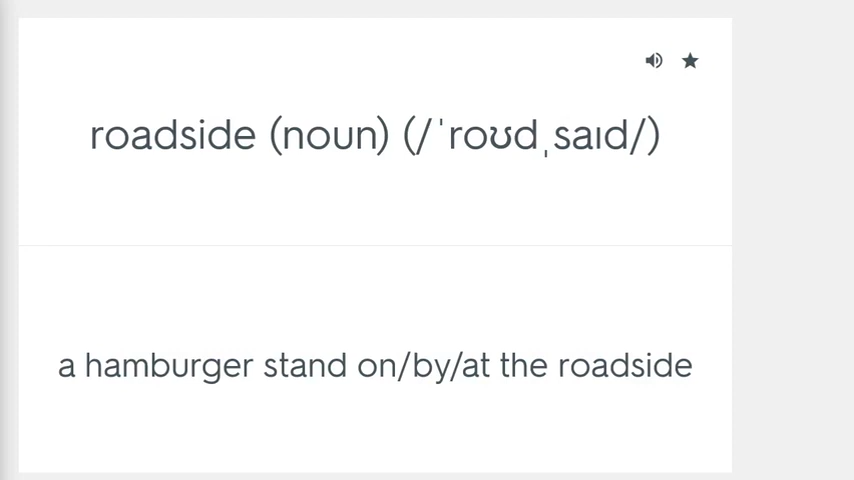 roadside (noun) (/ˈroʊdˌsaɪd/)
a hamburger stand on/by/at the roadside